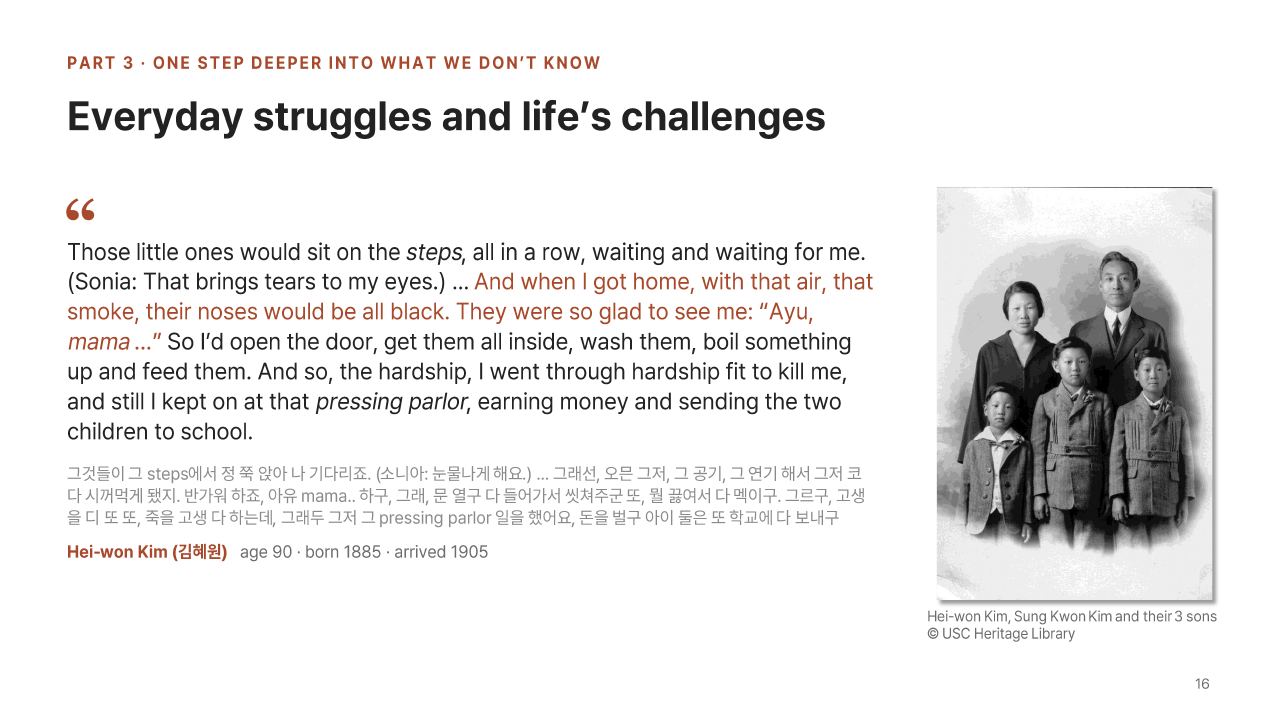 PART 3 · ONE STEP DEEPER INTO WHAT WE DON’T KNOW
Everyday struggles and life’s challenges
“
Those little ones would sit on the steps, all in a row, waiting and waiting for me.
(Sonia: That brings tears to my eyes.) ... And when I got home, with that air, that
smoke, their noses would be all black. They were so glad to see me: “Ayu,
mama ...” So I’d open the door, get them all inside, wash them, boil something
up and feed them. And so, the hardship, I went through hardship fit to kill me,
and still I kept on at that pressing parlor, earning money and sending the two
children to school.
그것들이 그 steps에서 정 쭉 앉아 나 기다리죠. (소니아: 눈물나게 해요.) ... 그래선, 오믄 그저, 그 공기, 그 연기 해서 그저 코
다 시꺼먹게 됐지. 반가워 하죠, 아유 mama.. 하구, 그래, 문 열구 다 들어가서 씻쳐주군 또, 뭘 끓여서 다 멕이구. 그르구, 고생
을 디 또 또, 죽을 고생 다 하는데, 그래두 그저 그 pressing parlor 일을 했어요, 돈을 벌구 아이 둘은 또 학교에 다 보내구
Hei-won Kim (김혜원) age 90 · born 1885 · arrived 1905
Hei-won Kim, Sung Kwon Kim and their 3 sons
© USC Heritage Library
16